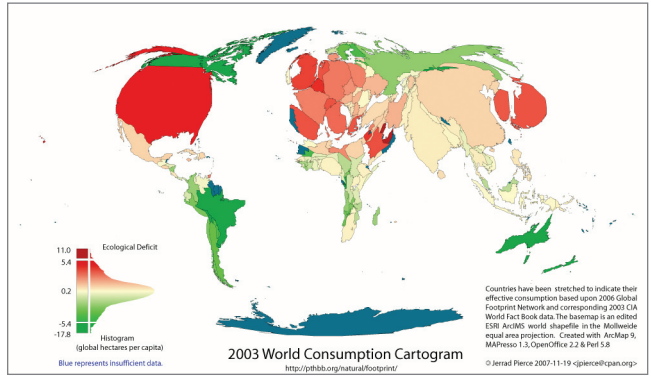 Ecological Deficit
11.0
5.4
0.2
-5.4
-17.8
Histogram
(global hectares per capita)
Blue represents insufficient data.
2003 World Consumption Cartogram
http://pthbb.org/natural/footprint/
Countries have been stretched to indicate their
effective consumption based upon 2006 Global
Footprint Network and corresponding 2003 CIA
World Fact Book data. The basemap is an edited
ESRI ArcIMS world shapefile in the Mollweide
equal area projection. Created with ArcMap 9,
MAPresso 1.3, OpenOffice 2.2 & Perl 5.8
© Jerrad Pierce 2007-11-19 <jpierce@cpan.org>